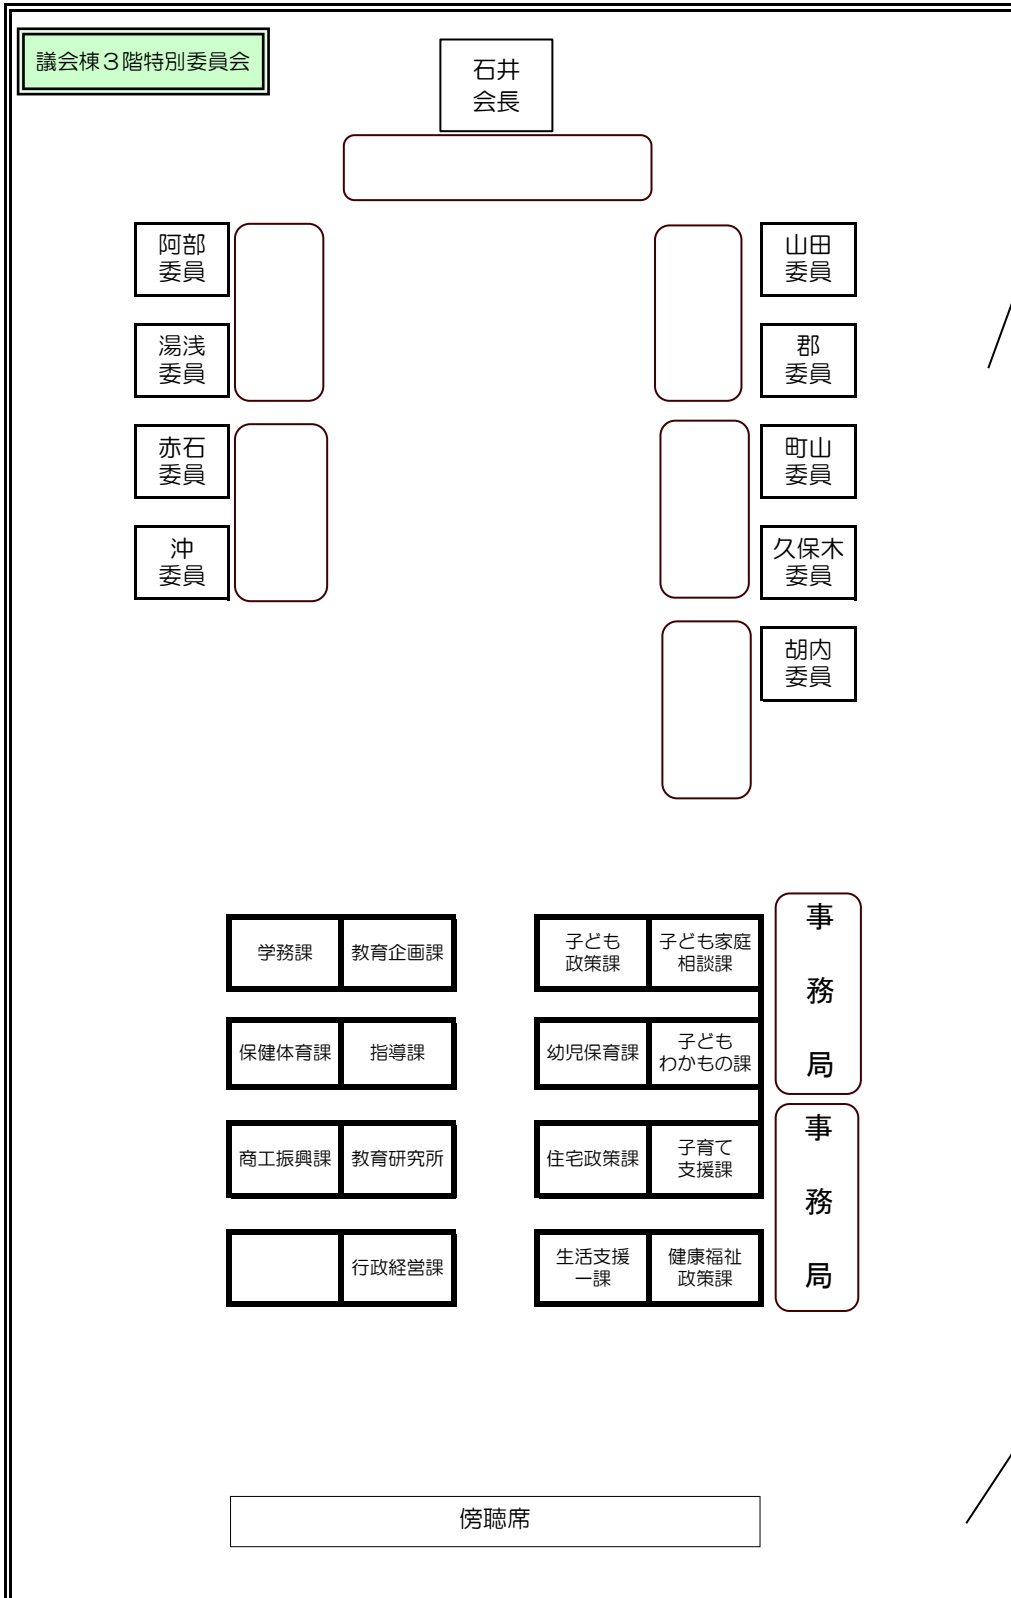 議会棟３階特別委員会
石井
会長
阿部
委員
山田
委員
湯浅
委員
郡
委員
赤石
委員
町山
委員
沖
委員
久保木
委員
胡内
委員
学務課
教育企画課
子ども
政策課
子ども家庭
相談課
保健体育課
指導課
幼児保育課
子ども
わかもの課
商工振興課
教育研究所
住宅政策課
子育て
支援課
行政経営課
生活支援
一課
健康福祉
政策課
事務局
事務局
傍聴席